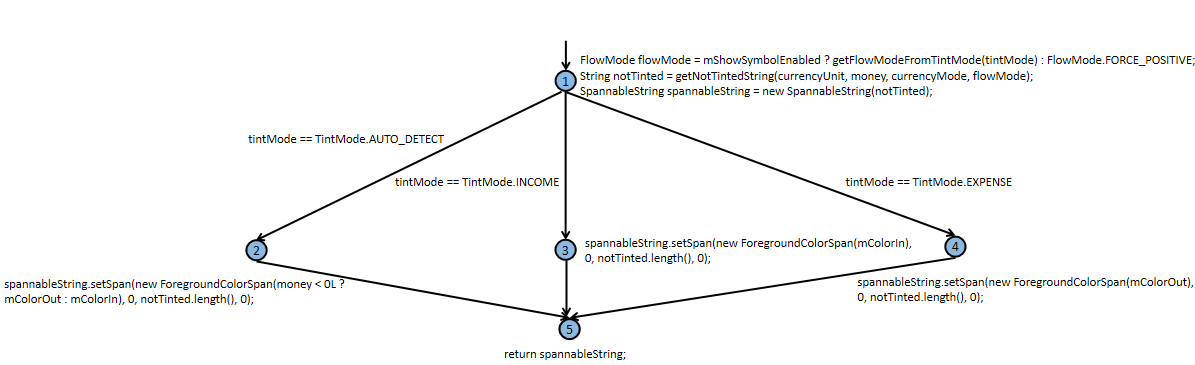 FlowMode flowMode = mShowSymbolEnabled ? getFlowModeFromTintMode(tintMode) : FlowMode.FORCE_POSITIVE;
1
String notTinted = getNotTintedString(currencyUnit, money, currencyMode, flowMode);
SpannableString spannableString = new SpannableString(notTinted);
tintMode == TintMode.AUTO_DETECT
tintMode == TintMode.INCOME
tintMode == TintMode.EXPENSE
2
3
spannableString.setSpan(new ForegroundColorSpan(mColorIn),
0, notTinted.length(), 0);
4
spannableString.setSpan(new ForegroundColorSpan(money < 0L ?
mColorOut : mColorIn), 0, notTinted.length(), 0);
spannableString.setSpan(new ForegroundColorSpan(mColorOut),
0, notTinted.length(), 0);
5
return spannableString;